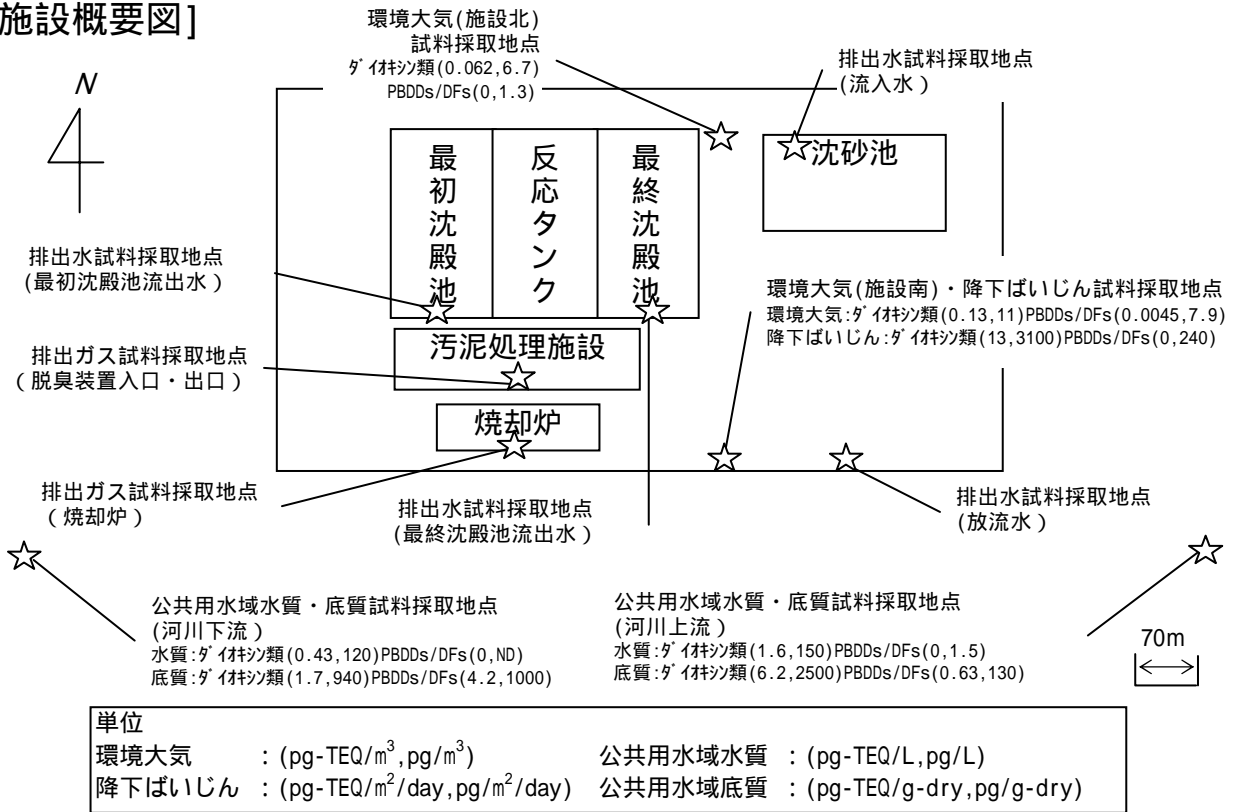 施設概要図]
N
環境大気(施設北)
試料採取地点
ダイオキシン類(0.062,6.7)
PBDDs/DFs(0,1.3)
排出水試料採取地点
(流入水)
最初沈殿池
反応タンク
最終沈殿池
沈砂池
排出水試料採取地点
(最初沈殿池流出水)
環境大気(施設南)・降下ばいじん試料採取地点
環境大気:ダイオキシン類(0.13,11)PBDDs/DFs(0.0045,7.9)
降下ばいじん:ダイオキシン類(13,3100)PBDDs/DFs(0,240)
汚泥処理施設
排出ガス試料採取地点
(脱臭装置入口・出口)
焼却炉
排出ガス試料採取地点
(焼却炉)
排出水試料採取地点
(最終沈殿池流出水)
排出水試料採取地点
(放流水)
公共用水域水質・底質試料採取地点
(河川下流)
水質:ダイオキシン類(0.43,120)PBDDs/DFs(0,ND)
底質:ダイオキシン類(1.7,940)PBDDs/DFs(4.2,1000)
公共用水域水質・底質試料採取地点
(河川上流)
水質:ダイオキシン類(1.6,150)PBDDs/DFs(0,1.5)
底質:ダイオキシン類(6.2,2500)PBDDs/DFs(0.63,130)
70m
単位
環境大気 :(pg-TEQ/m³,pg/m³) 公共用水域水質 :(pg-TEQ/L,pg/L)
降下ばいじん :(pg-TEQ/m²/day,pg/m²/day) 公共用水域底質 :(pg-TEQ/g-dry,pg/g-dry)